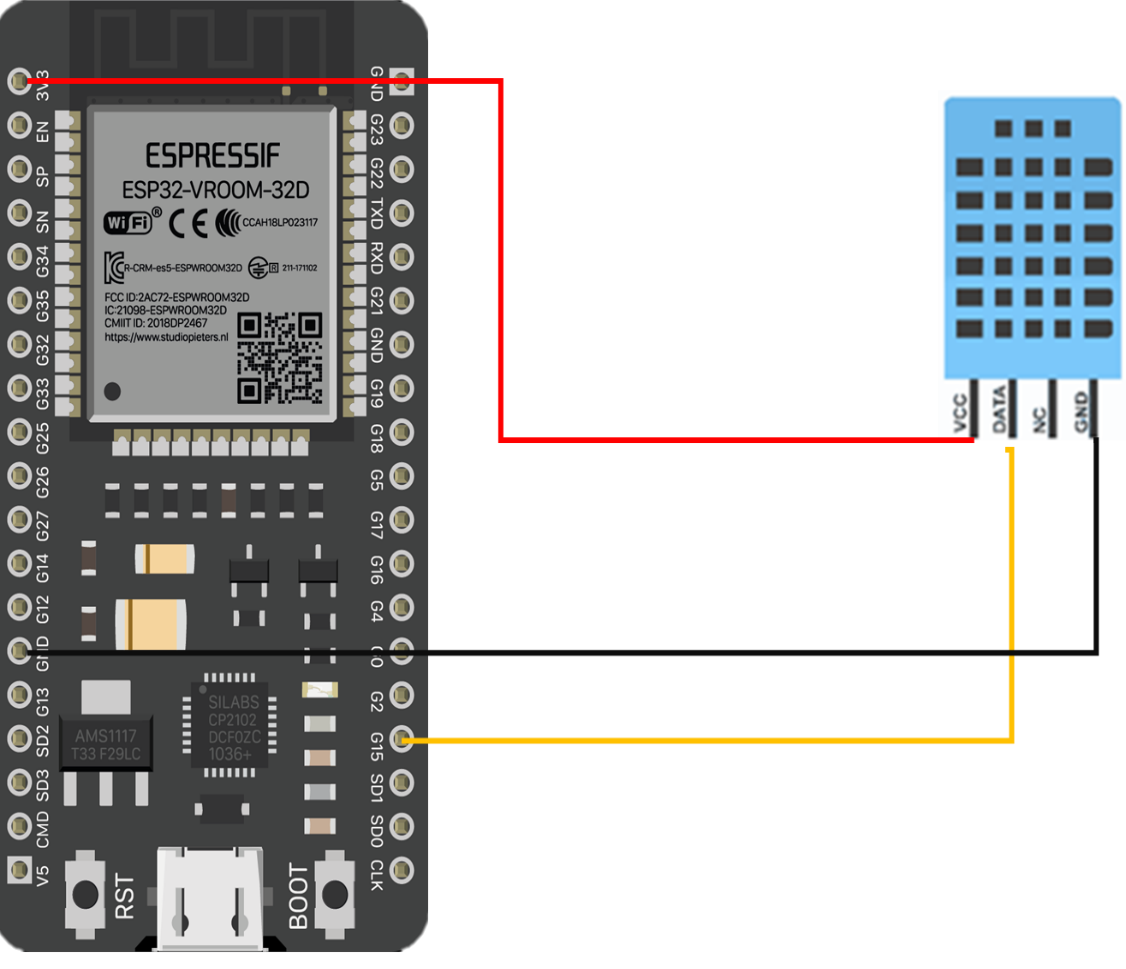 3V3
EN
SP
SN
G34
G35
G32
G33
G25
G26
G27
G14
G12
GND
G13
SD2
SD3
CMD
V5
ESPRESSIF
ESP32-VROOM-32D
WiFi®
CE
CCAH18LP023117
R-CRM-es5-ESPWROOM32D
R 211-171102
FCC ID:2AC72-ESPWROOM32D
IC:21098-ESPWROOM32D
CMIIT ID: 2018DP2467
https://www.studiopieters.nl
AMS1117
T33 F29LC
SILABS
CP2102
DCF0ZC
1036+
RST
BOOT
GND
G23
G22
TXD
RXD
G21
GND
G19
G18
G5
G17
G16
G4
G0
G2
G15
SD1
SD0
CLK
VCC
DATA
NC
GND